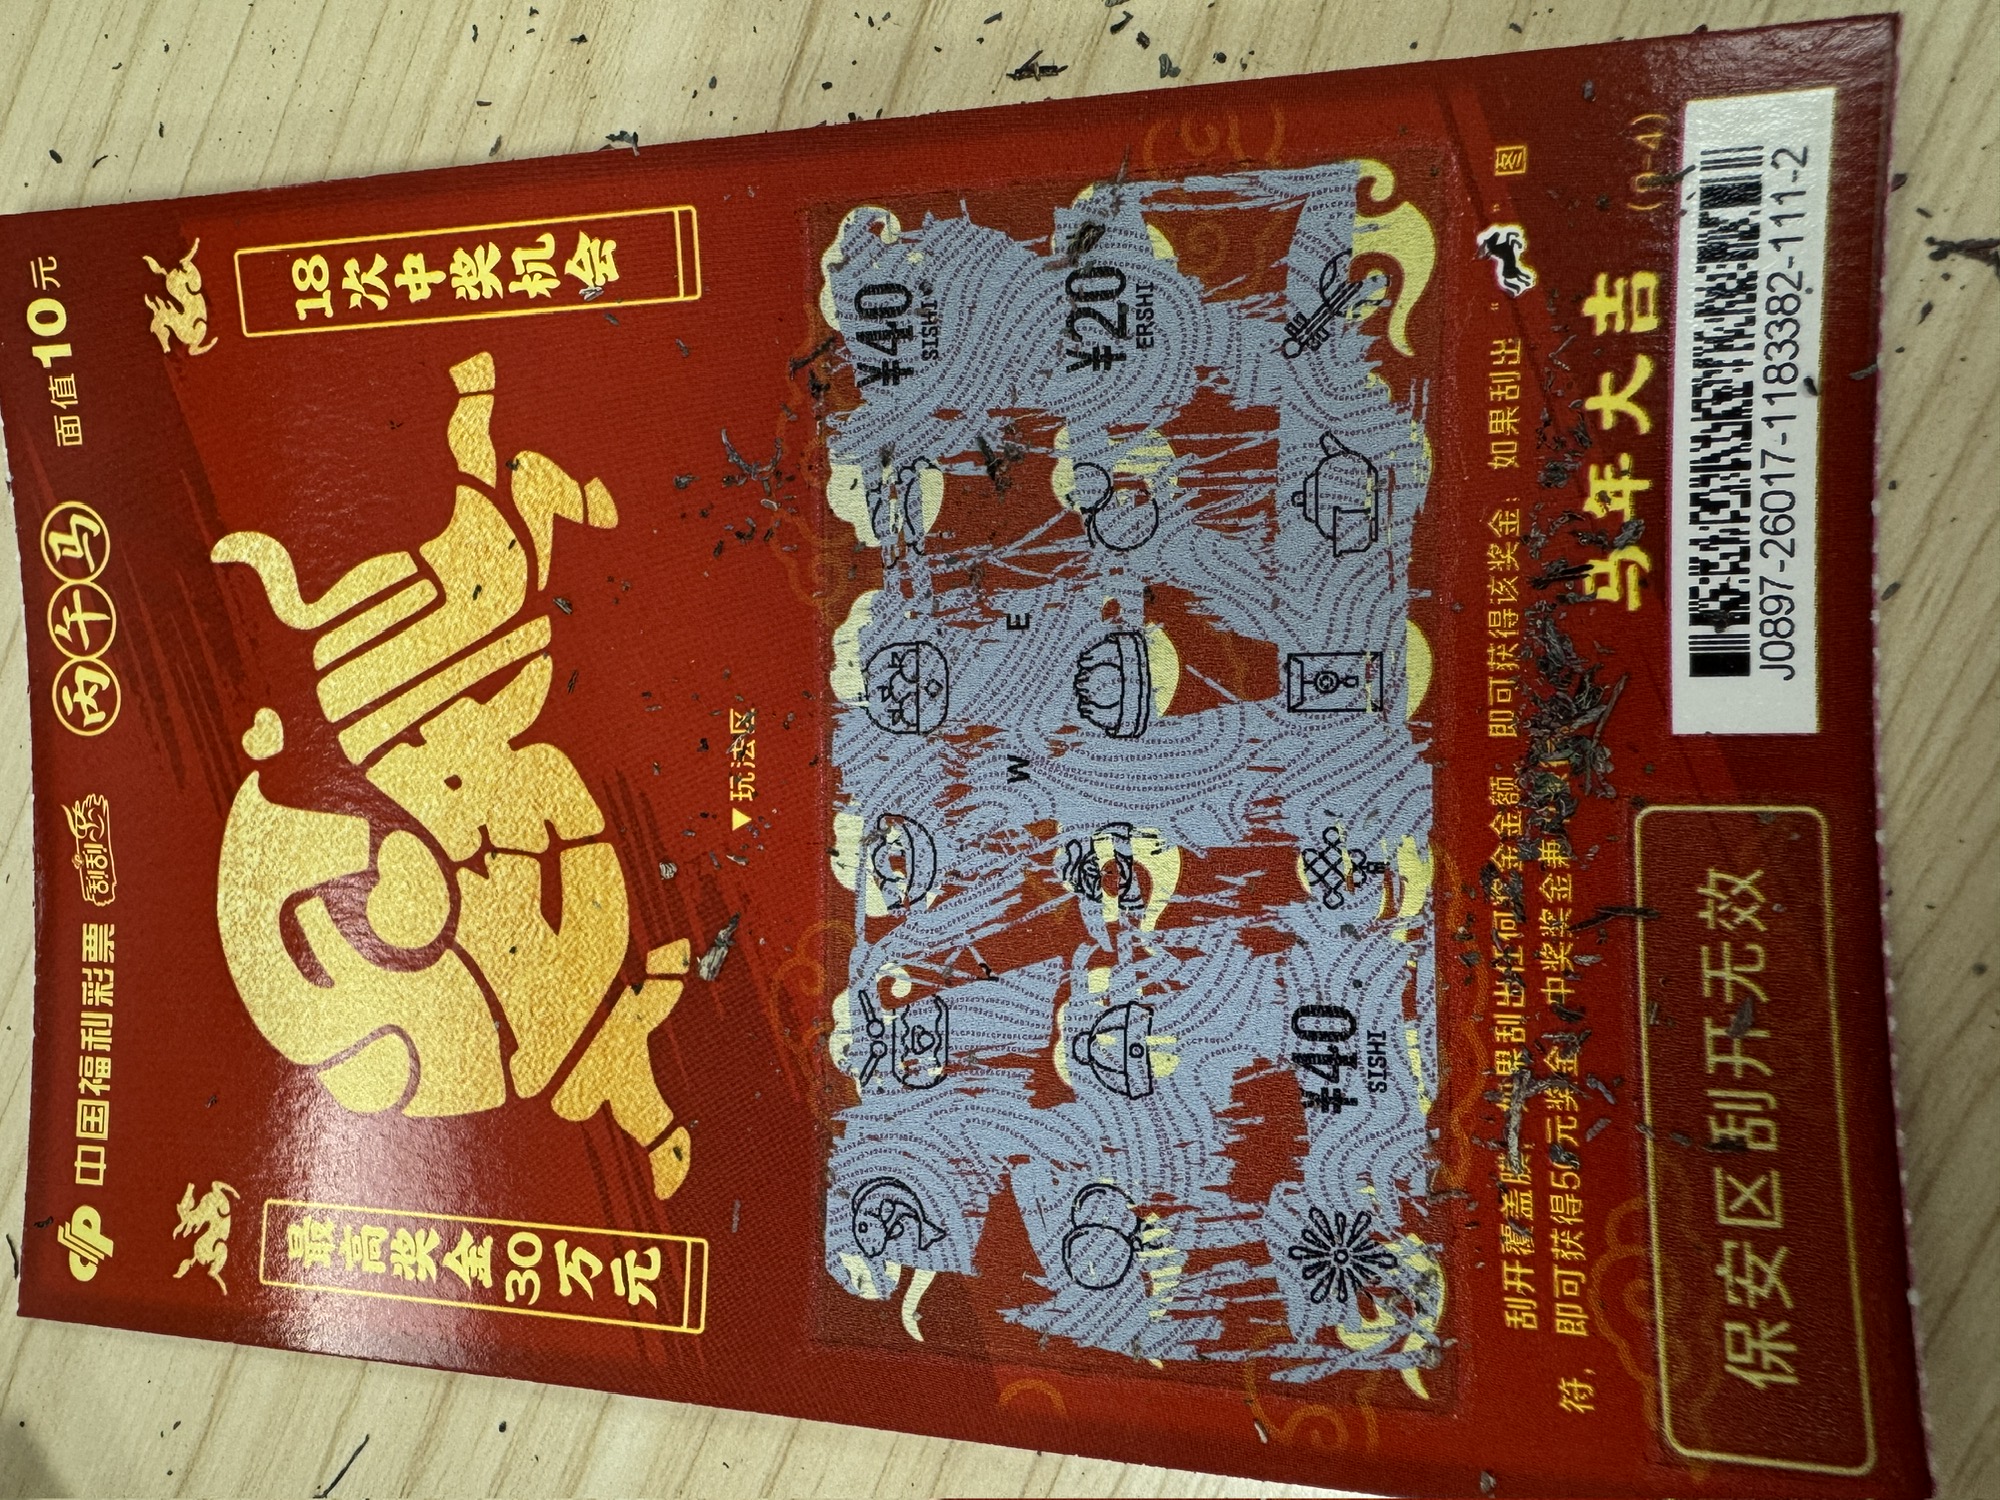 中国福利彩票 刮刮乐 丙午马 面值10元
最高奖金30万元
18次中奖机会
▼玩法区
¥40
SISHI
¥20
ERSHI
W E
¥40
SISHI
刮开覆盖膜，如果刮出任何奖金金额，即可获得该奖金；如果刮出“ ”图
符，即可获得50元奖金。中奖奖金兼
(0-4)
马年大吉
保安区刮开无效
J0897-26017-1183382-111-2